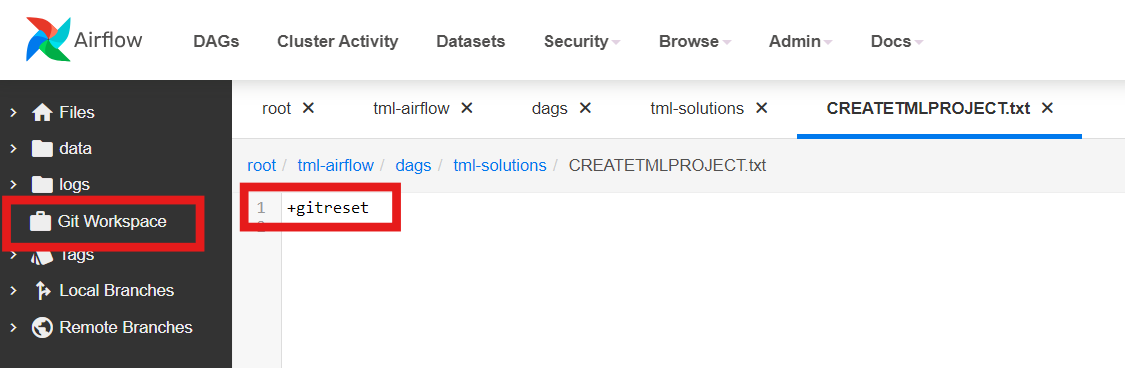 Airflow DAGs Cluster Activity Datasets Security Browse Admin Docs
Files
data
logs
Git Workspace
Tags
Local Branches
Remote Branches
root × tml-airflow × dags × tml-solutions × CREATETMLPROJECT.txt ×
root / tml-airflow / dags / tml-solutions / CREATETMLPROJECT.txt
1 +gitreset
2